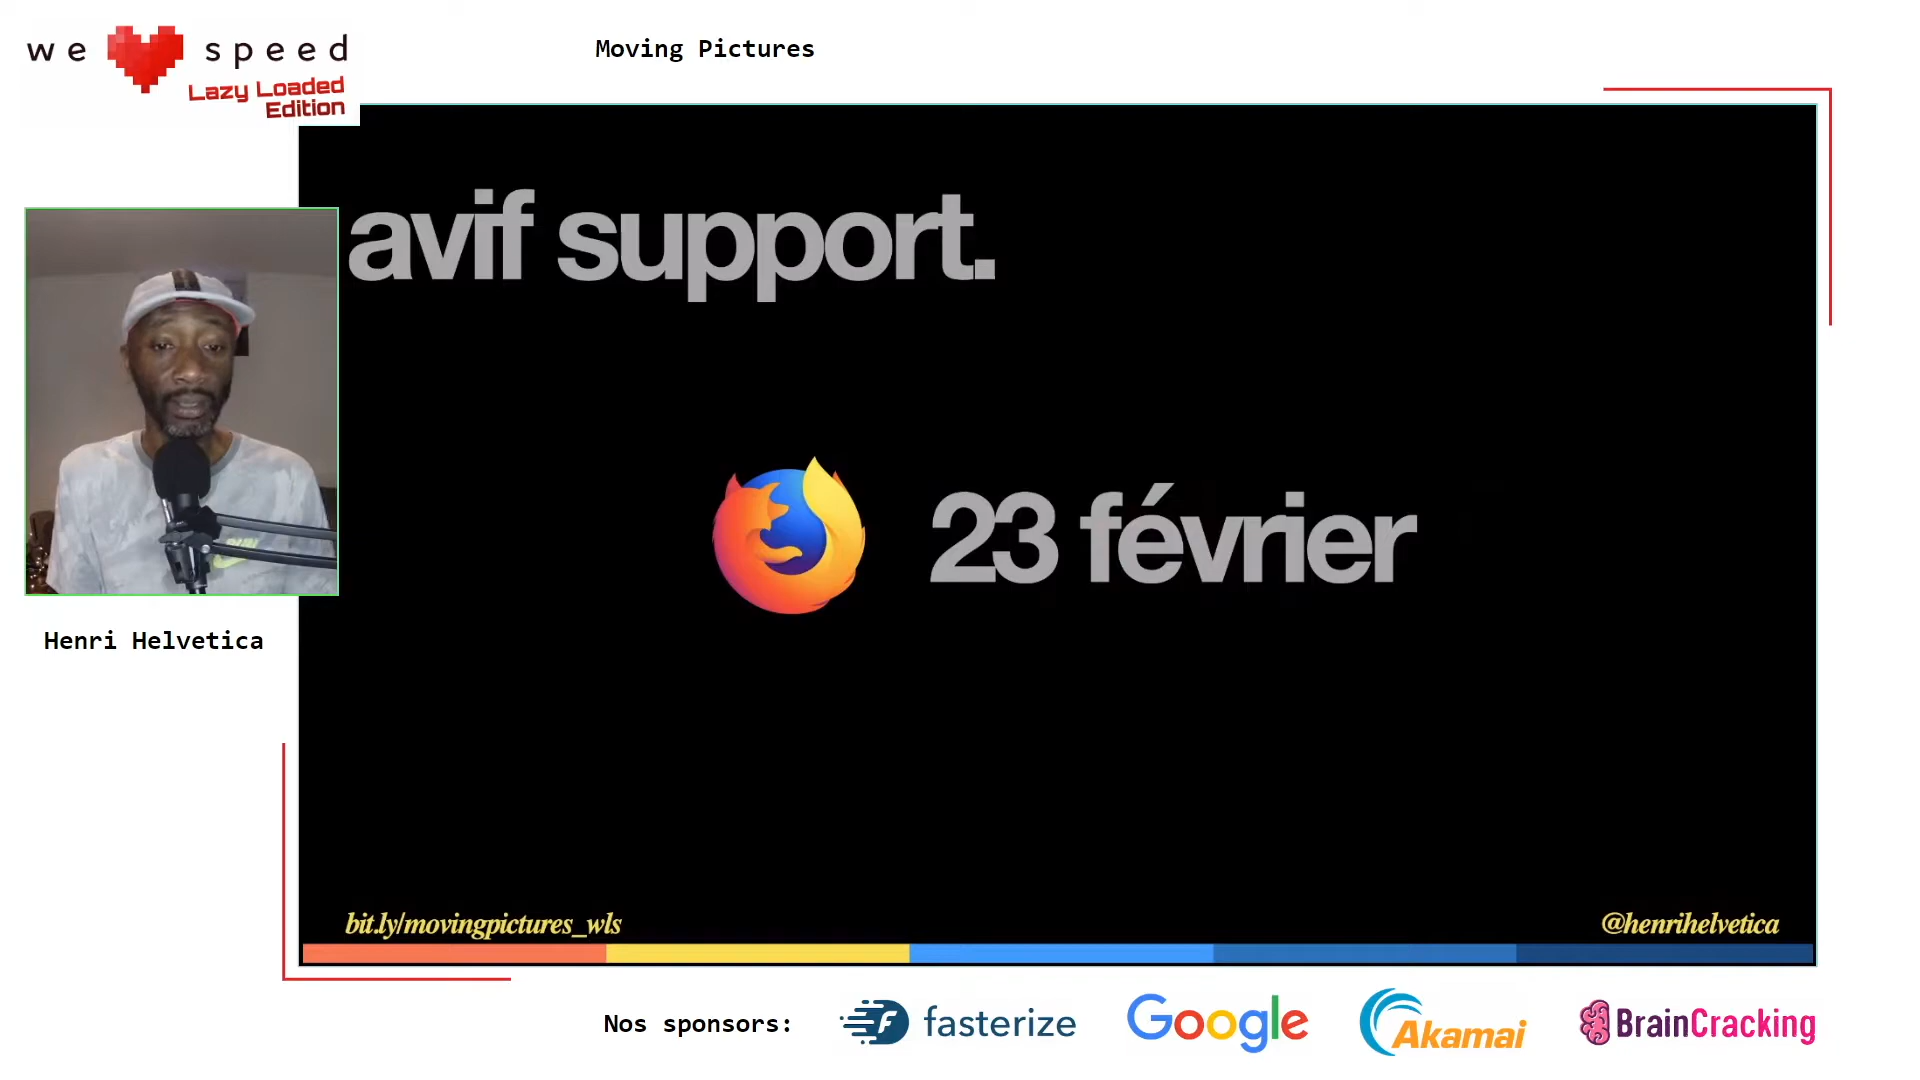 we speed
Lazy Loaded
Edition
Moving Pictures
avif support.
23 février
Henri Helvetica
bit.ly/movingpictures_wls
@henrihelvetica
Nos sponsors:
fasterize
Google
Akamai
BrainCracking